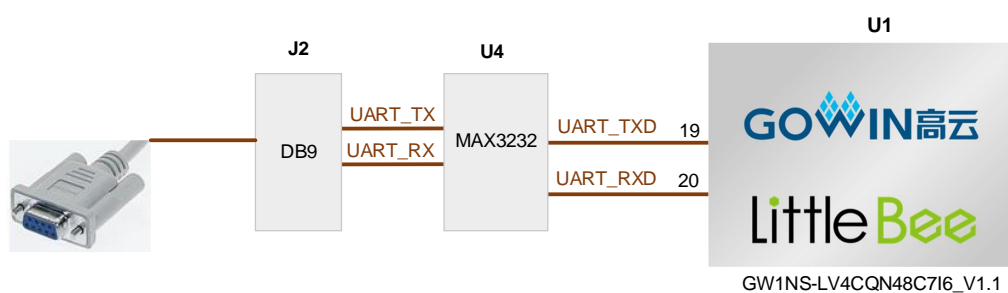 U1
J2
U4
UART_TX
UART_RX
DB9
MAX3232
UART_TXD 19
UART_RXD 20
GOWIN高云
LittleBee
GW1NS-LV4CQN48C7I6_V1.1